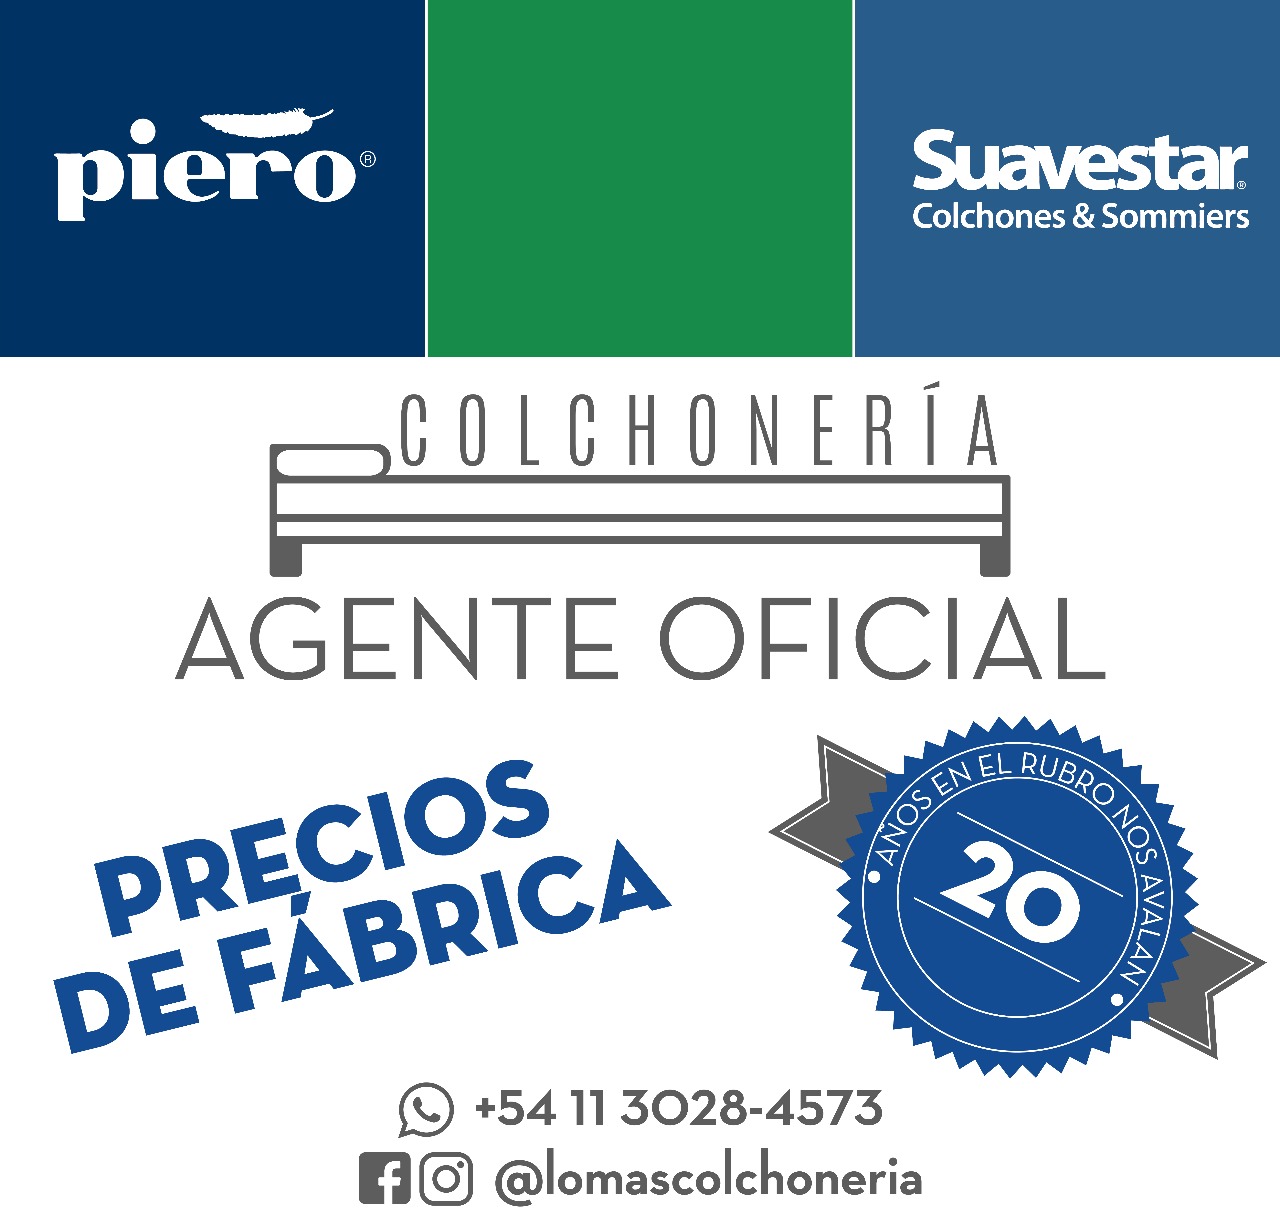 piero®
Suavestar®
Colchones & Sommiers
COLCHONERÍA
AGENTE OFICIAL
PRECIOS
DE FÁBRICA
AÑOS EN EL RUBRO NOS AVALAN
20
+54 11 3028-4573
@lomascolchoneria